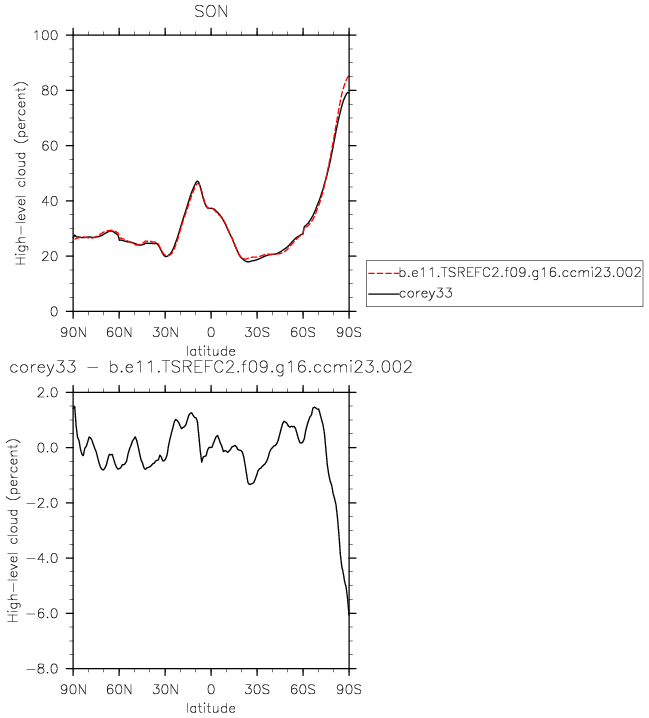 SON
100
80
60
40
20
0
High-level cloud (percent)
90N 60N 30N 0 30S 60S 90S
latitude
b.e11.TSREFC2.f09.g16.ccmi23.002
corey33
corey33 - b.e11.TSREFC2.f09.g16.ccmi23.002
2.0
0.0
-2.0
-4.0
-6.0
-8.0
High-level cloud (percent)
90N 60N 30N 0 30S 60S 90S
latitude